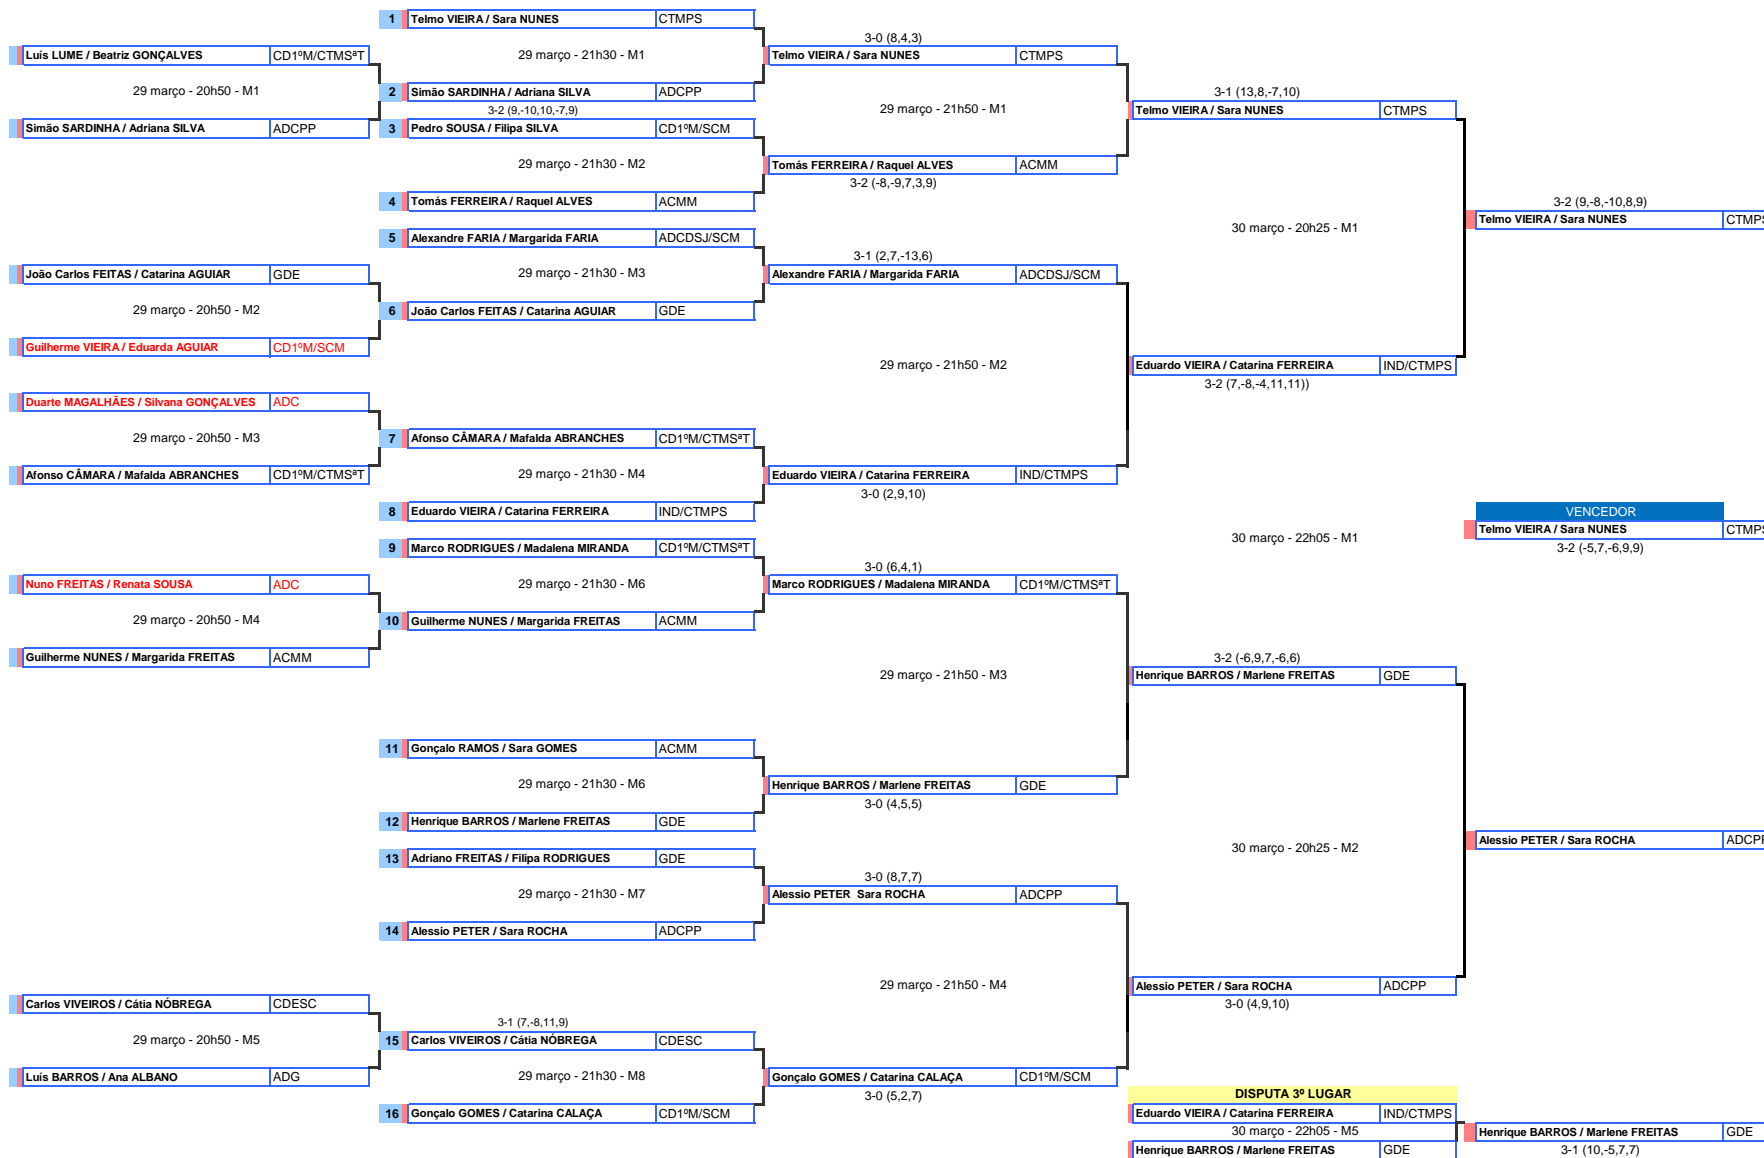 1 Telmo VIEIRA / Sara NUNES CTMPS
3-0 (8,4,3)
Luís LUME / Beatriz GONÇALVES CD1ºM/CTMSªT
29 março - 21h30 - M1
Telmo VIEIRA / Sara NUNES CTMPS
29 março - 20h50 - M1
2 Simão SARDINHA / Adriana SILVA ADCPP
3-1 (13,8,-7,10)
3-2 (9,-10,10,-7,9)
29 março - 21h50 - M1
Telmo VIEIRA / Sara NUNES CTMPS
Simão SARDINHA / Adriana SILVA ADCPP
3 Pedro SOUSA / Filipa SILVA CD1ºM/SCM
29 março - 21h30 - M2
Tomás FERREIRA / Raquel ALVES ACMM
3-2 (-8,-9,7,3,9)
4 Tomás FERREIRA / Raquel ALVES ACMM
3-2 (9,-8,-10,8,9)
Telmo VIEIRA / Sara NUNES CTMPS
30 março - 20h25 - M1
5 Alexandre FARIA / Margarida FARIA ADCDSJ/SCM
3-1 (2,7,-13,6)
João Carlos FEITAS / Catarina AGUIAR GDE
29 março - 21h30 - M3
Alexandre FARIA / Margarida FARIA ADCDSJ/SCM
29 março - 20h50 - M2
6 João Carlos FEITAS / Catarina AGUIAR GDE
Guilherme VIEIRA / Eduarda AGUIAR CD1ºM/SCM
29 março - 21h50 - M2
Eduardo VIEIRA / Catarina FERREIRA IND/CTMPS
3-2 (7,-8,-4,11,11))
Duarte MAGALHÃES / Silvana GONÇALVES ADC
29 março - 20h50 - M3
7 Afonso CÂMARA / Mafalda ABRANCHES CD1ºM/CTMSªT
Afonso CÂMARA / Mafalda ABRANCHES CD1ºM/CTMSªT
29 março - 21h30 - M4
Eduardo VIEIRA / Catarina FERREIRA IND/CTMPS
3-0 (2,9,10)
8 Eduardo VIEIRA / Catarina FERREIRA IND/CTMPS
VENCEDOR
Telmo VIEIRA / Sara NUNES CTMPS
30 março - 22h05 - M1
3-2 (-5,7,-6,9,9)
9 Marco RODRIGUES / Madalena MIRANDA CD1ºM/CTMSªT
3-0 (6,4,1)
Nuno FREITAS / Renata SOUSA ADC
29 março - 21h30 - M6
Marco RODRIGUES / Madalena MIRANDA CD1ºM/CTMSªT
29 março - 20h50 - M4
10 Guilherme NUNES / Margarida FREITAS ACMM
Guilherme NUNES / Margarida FREITAS ACMM
3-2 (-6,9,7,-6,6)
29 março - 21h50 - M3
Henrique BARROS / Marlene FREITAS GDE
11 Gonçalo RAMOS / Sara GOMES ACMM
29 março - 21h30 - M6
Henrique BARROS / Marlene FREITAS GDE
3-0 (4,5,5)
12 Henrique BARROS / Marlene FREITAS GDE
Alessio PETER / Sara ROCHA ADCPP
30 março - 20h25 - M2
13 Adriano FREITAS / Filipa RODRIGUES GDE
3-0 (8,7,7)
29 março - 21h30 - M7
Alessio PETER  Sara ROCHA ADCPP
14 Alessio PETER / Sara ROCHA ADCPP
29 março - 21h50 - M4
Alessio PETER / Sara ROCHA ADCPP
3-0 (4,9,10)
Carlos VIVEIROS / Cátia NÓBREGA CDESC
3-1 (7,-8,11,9)
29 março - 20h50 - M5
15 Carlos VIVEIROS / Cátia NÓBREGA CDESC
Luís BARROS / Ana ALBANO ADG
29 março - 21h30 - M8
Gonçalo GOMES / Catarina CALAÇA CD1ºM/SCM
3-0 (5,2,7)
16 Gonçalo GOMES / Catarina CALAÇA CD1ºM/SCM
DISPUTA 3º LUGAR
Eduardo VIEIRA / Catarina FERREIRA IND/CTMPS
30 março - 22h05 - M5
Henrique BARROS / Marlene FREITAS GDE
Henrique BARROS / Marlene FREITAS GDE
3-1 (10,-5,7,7)